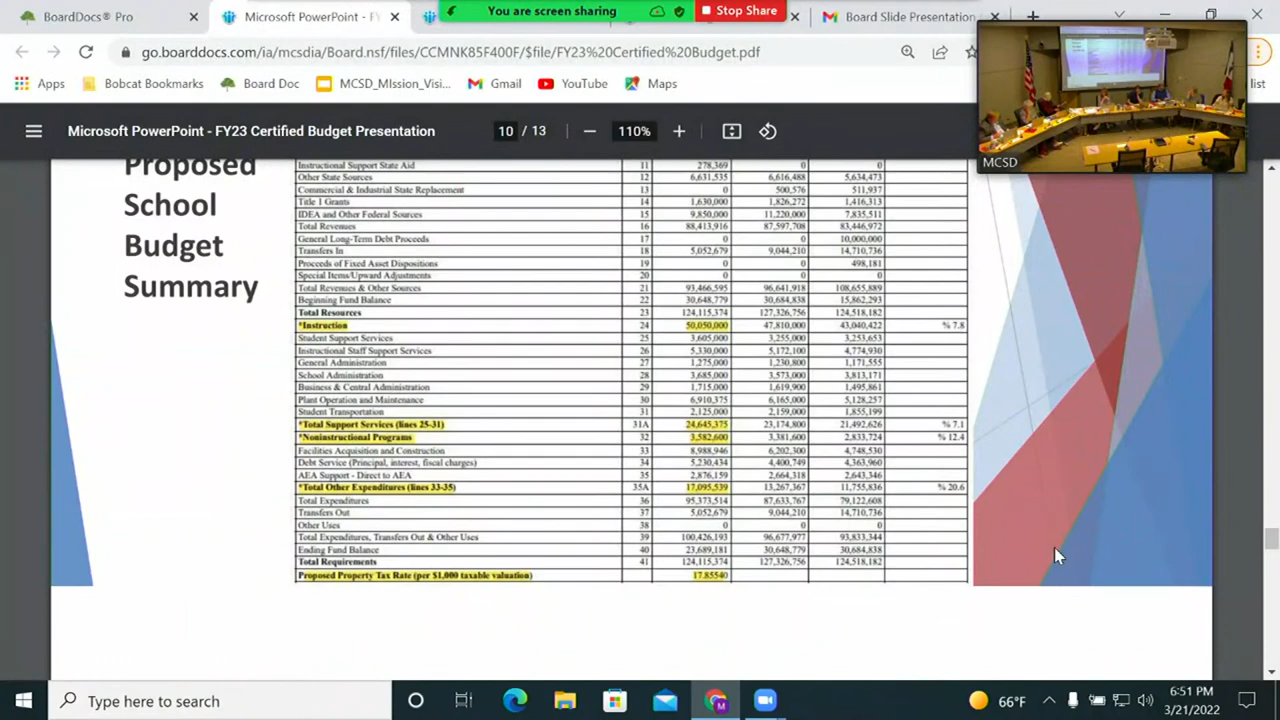 BoardDocs® Pro
Microsoft PowerPoint - F
You are screen sharing
Stop Share
Board Slide Presentation
go.boarddocs.com/ia/mcsdia/Board.nsf/files/CCMNK85F400F/$file/FY23%20Certified%20Budget.pdf
Apps
Bobcat Bookmarks
Board Doc
MCSD_MIssion_Visi...
Gmail
YouTube
Maps
list
Microsoft PowerPoint - FY23 Certified Budget Presentation
10 / 13
110%
MCSD
Proposed
School
Budget
Summary
Instructional Support State Aid 11 278,369 0 0
Other State Sources 12 6,631,535 6,616,488 5,634,473
Commercial & Industrial State Replacement 13 0 500,576 511,937
Title 1 Grants 14 1,630,000 1,826,272 1,416,313
IDEA and Other Federal Sources 15 9,850,000 11,220,000 7,835,511
Total Revenues 16 88,413,916 87,597,708 83,446,972
General Long-Term Debt Proceeds 17 0 0 10,000,000
Transfers In 18 5,052,679 9,044,210 14,710,736
Proceeds of Fixed Asset Dispositions 19 0 0 498,181
Special Items/Upward Adjustments 20 0 0 0
Total Revenues & Other Sources 21 93,466,595 96,641,918 108,655,889
Beginning Fund Balance 22 30,648,779 30,684,838 15,862,293
Total Resources 23 124,115,374 127,326,756 124,518,182
*Instruction 24 50,050,000 47,810,000 43,040,422 % 7.8
Student Support Services 25 3,605,000 3,255,000 3,253,653
Instructional Staff Support Services 26 5,330,000 5,172,100 4,774,930
General Administration 27 1,275,000 1,230,800 1,171,555
School Administration 28 3,685,000 3,573,000 3,813,171
Business & Central Administration 29 1,715,000 1,619,900 1,495,861
Plant Operation and Maintenance 30 6,910,375 6,165,000 5,128,257
Student Transportation 31 2,125,000 2,159,000 1,855,199
*Total Support Services (lines 25-31) 31A 24,645,375 23,174,800 21,492,626 % 7.1
*Noninstructional Programs 32 3,582,600 3,381,600 2,833,724 % 12.4
Facilities Acquisition and Construction 33 8,988,946 6,202,300 4,748,530
Debt Service (Principal, interest, fiscal charges) 34 5,230,434 4,400,749 4,363,960
AEA Support - Direct to AEA 35 2,876,159 2,664,318 2,643,346
*Total Other Expenditures (lines 33-35) 35A 17,095,539 13,267,367 11,755,836 % 20.6
Total Expenditures 36 95,373,514 87,633,767 79,122,608
Transfers Out 37 5,052,679 9,044,210 14,710,736
Other Uses 38 0 0 0
Total Expenditures, Transfers Out & Other Uses 39 100,426,193 96,677,977 93,833,344
Ending Fund Balance 40 23,689,181 30,648,779 30,684,838
Total Requirements 41 124,115,374 127,326,756 124,518,182
Proposed Property Tax Rate (per $1,000 taxable valuation) 17.85540
Type here to search
66°F
6:51 PM
3/21/2022